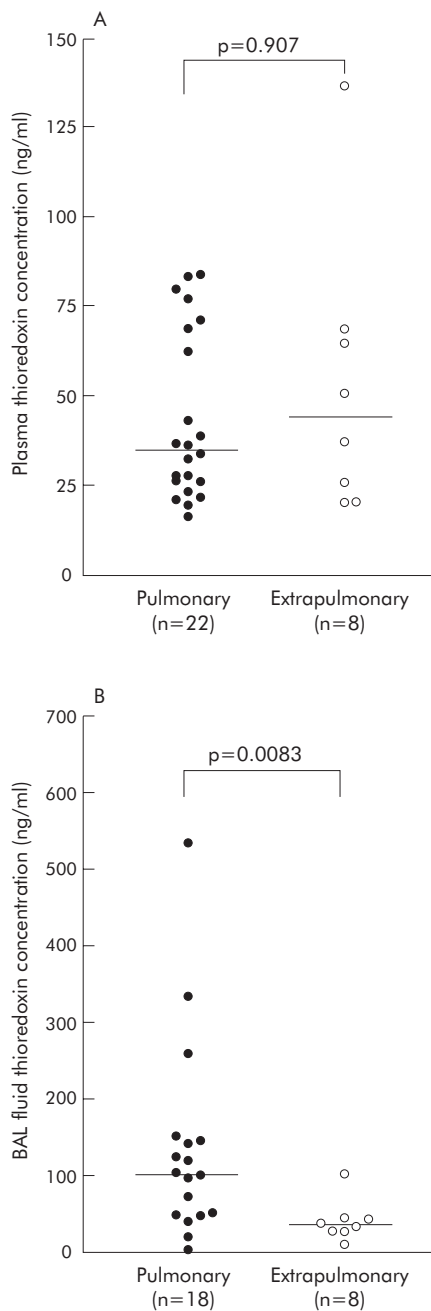 A
p=0.907
Plasma thioredoxin concentration (ng/ml)
150
125
100
75
50
25
0
Pulmonary
(n=22)
Extrapulmonary
(n=8)
B
p=0.0083
BAL fluid thioredoxin concentration (ng/ml)
700
600
500
400
300
200
100
0
Pulmonary
(n=18)
Extrapulmonary
(n=8)